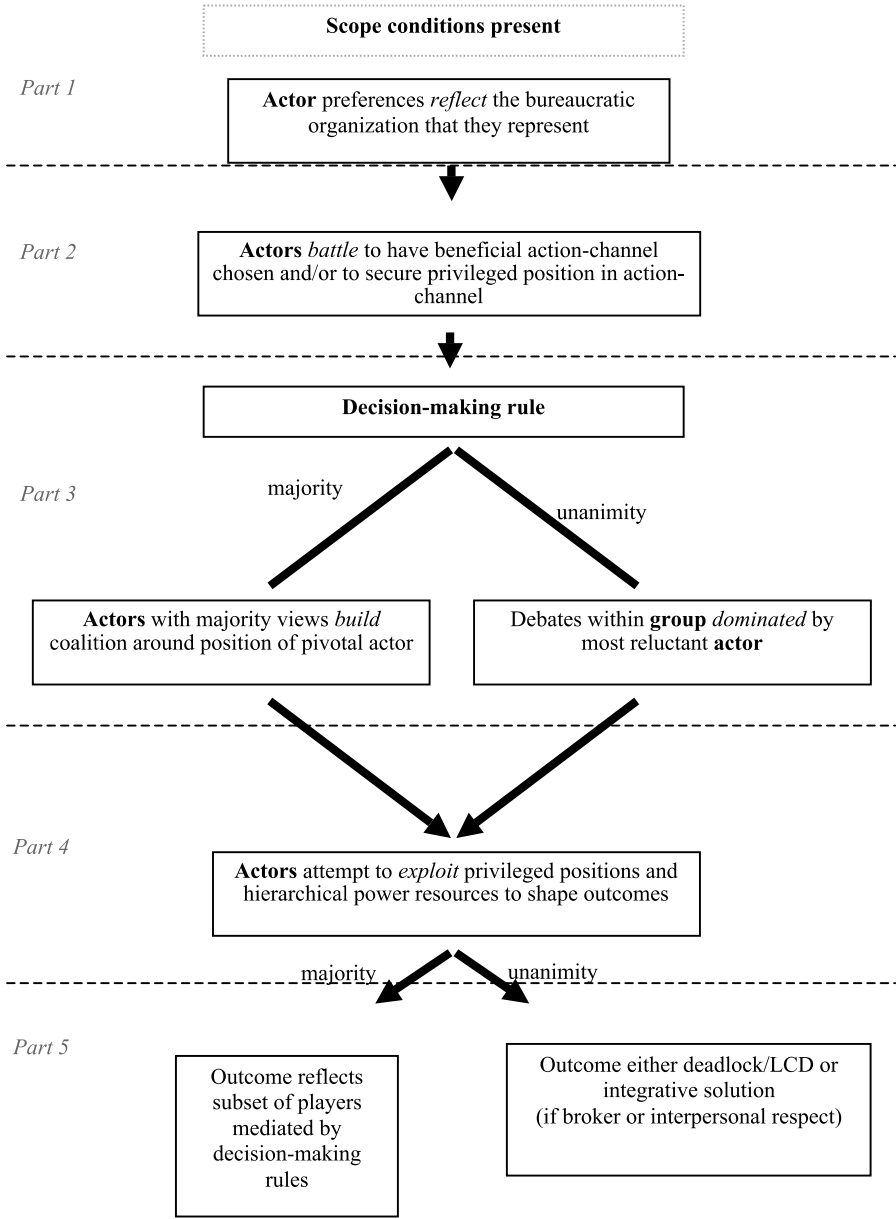 Scope conditions present
Part 1
Actor preferences reflect the bureaucratic
organization that they represent
Part 2
Actors battle to have beneficial action-channel
chosen and/or to secure privileged position in action-
channel
Decision-making rule
Part 3
majority
unanimity
Actors with majority views build
coalition around position of pivotal actor
Debates within group dominated by
most reluctant actor
Part 4
Actors attempt to exploit privileged positions and
hierarchical power resources to shape outcomes
majority
unanimity
Part 5
Outcome reflects
subset of players
mediated by
decision-making
rules
Outcome either deadlock/LCD or
integrative solution
(if broker or interpersonal respect)